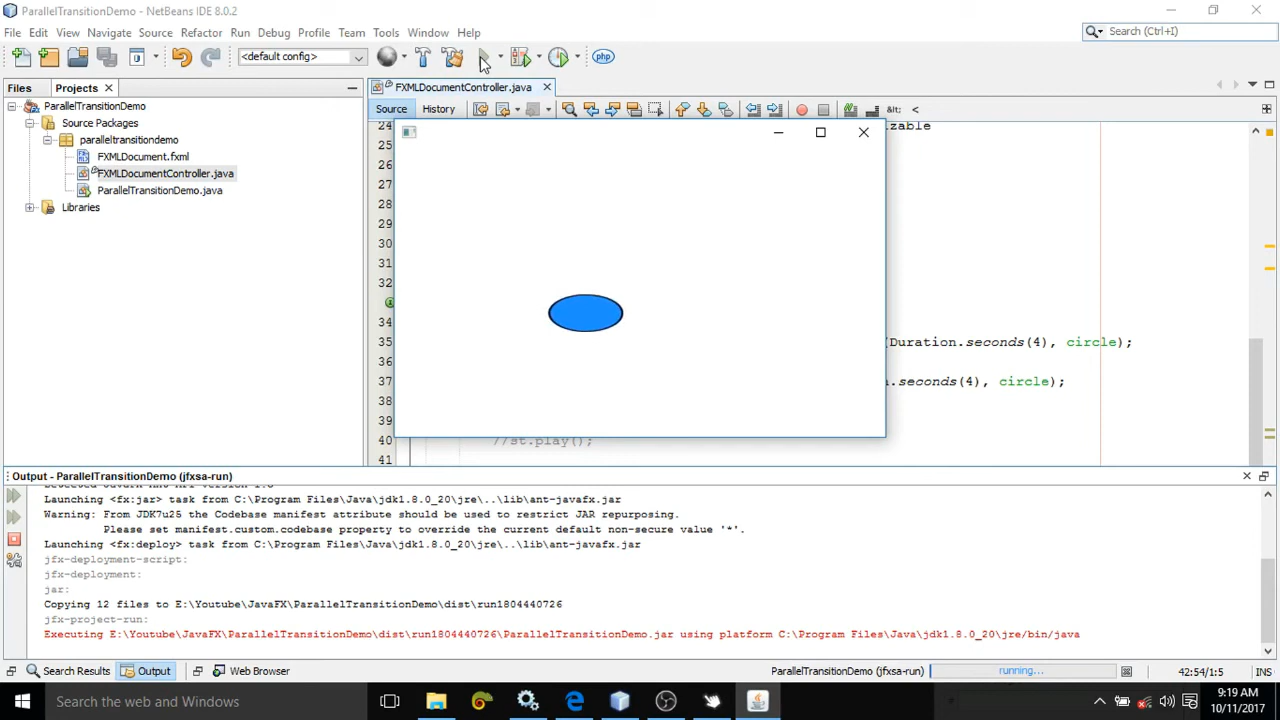 ParallelTransitionDemo - NetBeans IDE 8.0.2
File Edit View Navigate Source Refactor Run Debug Profile Team Tools Window Help
Search (Ctrl+I)
<default config>
php
Files Projects
FXMLDocumentController.java
ParallelTransitionDemo
Source Packages
paralleltransitiondemo
FXMLDocument.fxml
FXMLDocumentController.java
ParallelTransitionDemo.java
Libraries
Source History
&lt: <
24 izable
25
26
27
28
29
30
31
32
34
35 (Duration.seconds(4), circle);
36
37 n.seconds(4), circle);
38
39
40 //st.play();
41
Output - ParallelTransitionDemo (jfxsa-run)
Launching <fx:jar> task from C:\Program Files\Java\jdk1.8.0_20\jre\..\lib\ant-javafx.jar
Warning: From JDK7u25 the Codebase manifest attribute should be used to restrict JAR repurposing.
Please set manifest.custom.codebase property to override the current default non-secure value '*'.
Launching <fx:deploy> task from C:\Program Files\Java\jdk1.8.0_20\jre\..\lib\ant-javafx.jar
jfx-deployment-script:
jfx-deployment:
jar:
Copying 12 files to E:\Youtube\JavaFX\ParallelTransitionDemo\dist\run1804440726
jfx-project-run:
Executing E:\Youtube\JavaFX\ParallelTransitionDemo\dist\run1804440726\ParallelTransitionDemo.jar using platform C:\Program Files\Java\jdk1.8.0_20\jre/bin/java
Search Results Output Web Browser
ParallelTransitionDemo (jfxsa-run) running... 42:54/1:5 INS
Search the web and Windows
9:19 AM
10/11/2017